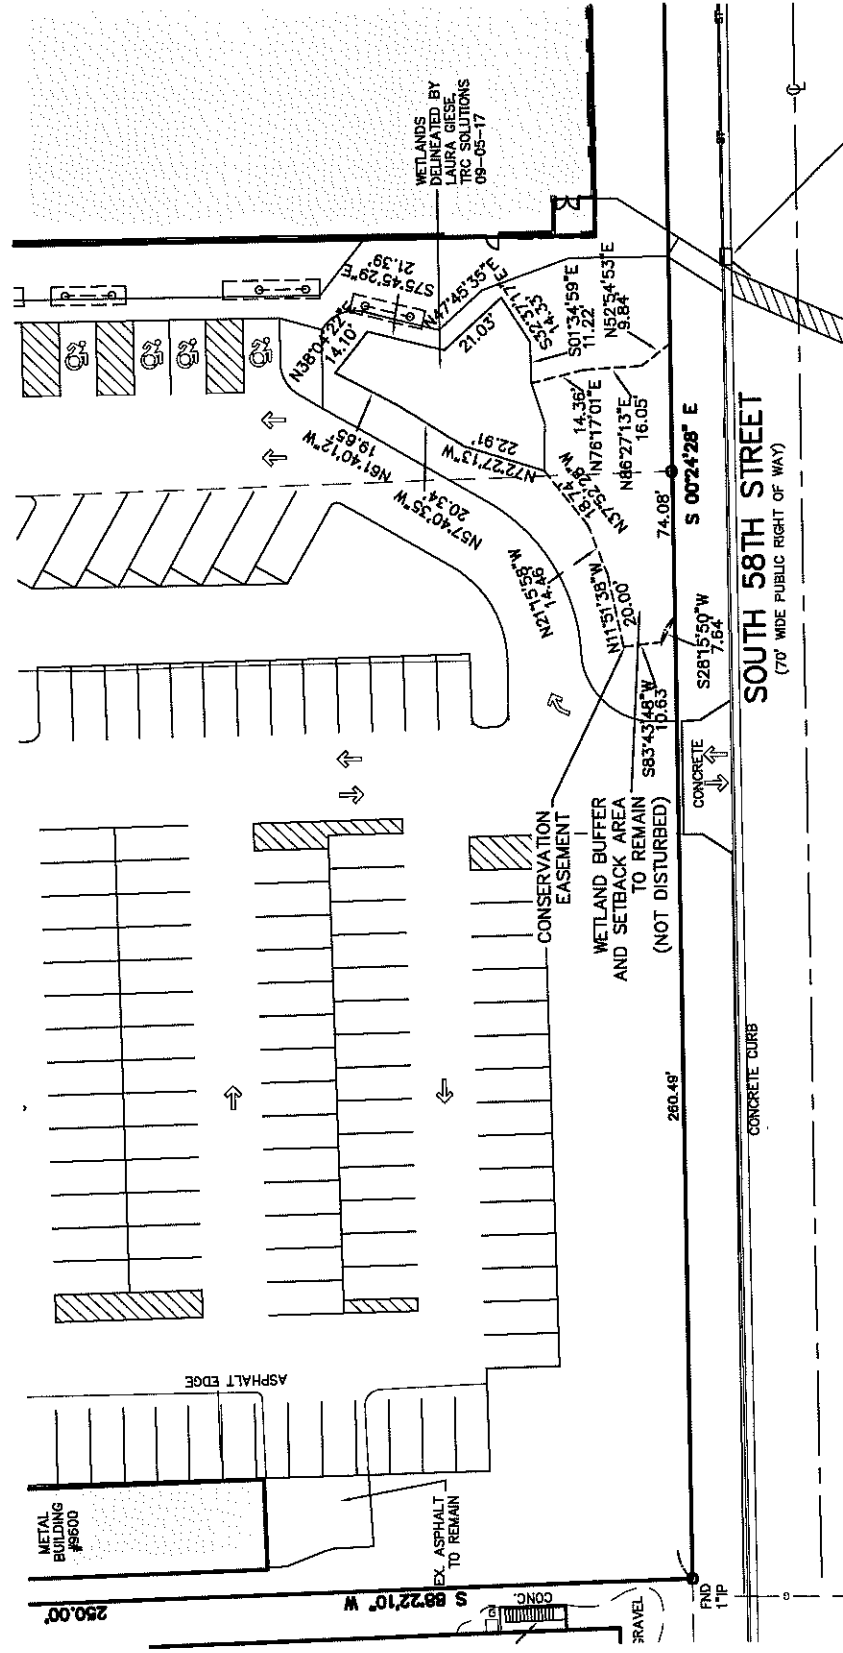 WETLANDS
DELINEATED BY
LAURA GIESE,
TRC SOLUTIONS
09-05-17
S75°45'29"E
21.39'
N47°45'35"E
21.03'
N38°04'22"E
14.10'
S32°37'17"E
14.33'
S01°34'59"E
11.22'
N52°54'53"E
9.84'
N61°40'12"W
19.65
N57°40'35"W
20.34'
N72°27'13"W
22.91'
14.36'
N76°17'01"E
N86°27'13"E
16.05'
N37°52'28"W
18.74'
N21°15'58"W
14.46
N11°51'38"W
20.00'
S83°43'48"W
10.63'
S28°15'50"W
7.64
74.08'
S 00°24'28" E
SOUTH 58TH STREET
(70' WIDE PUBLIC RIGHT OF WAY)
ST
ST
CONCRETE
CONSERVATION
EASEMENT
WETLAND BUFFER
AND SETBACK AREA
TO REMAIN
(NOT DISTURBED)
260.49'
CONCRETE CURB
ASPHALT EDGE
METAL
BUILDING
#9600
EX. ASPHALT
TO REMAIN
250.00'
S 88°22'10" W
CONC.
GRAVEL
FND
1"IP
G